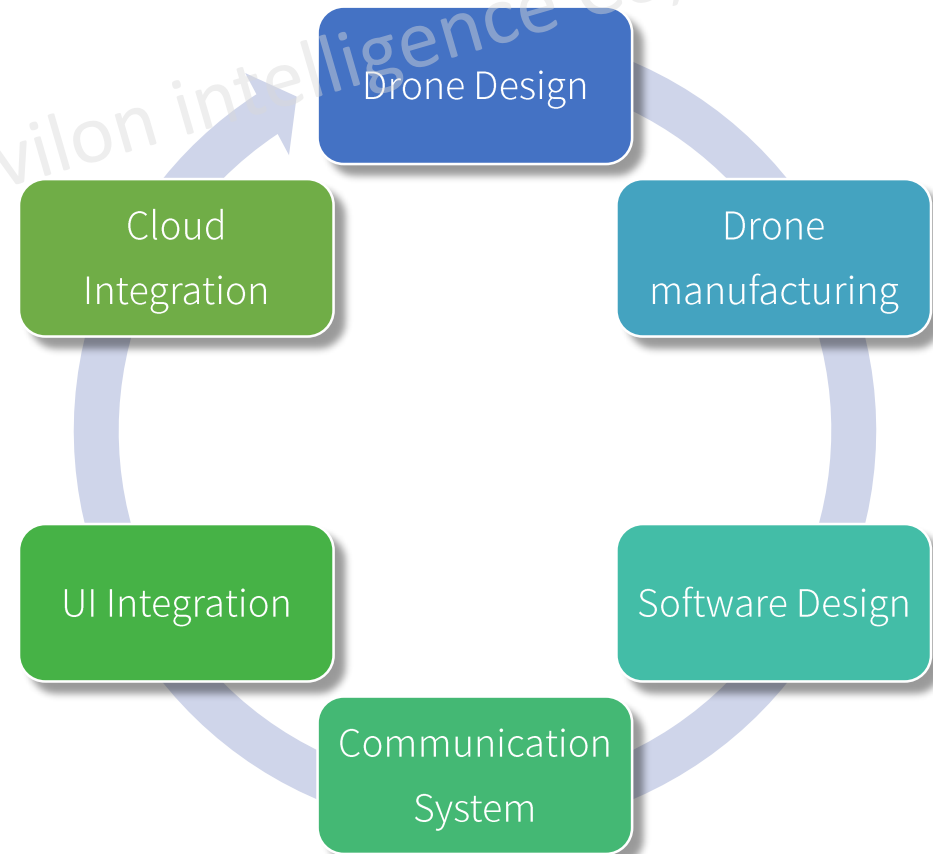 vilon intelligence
Drone Design
Drone
manufacturing
Software Design
Communication
System
UI Integration
Cloud
Integration